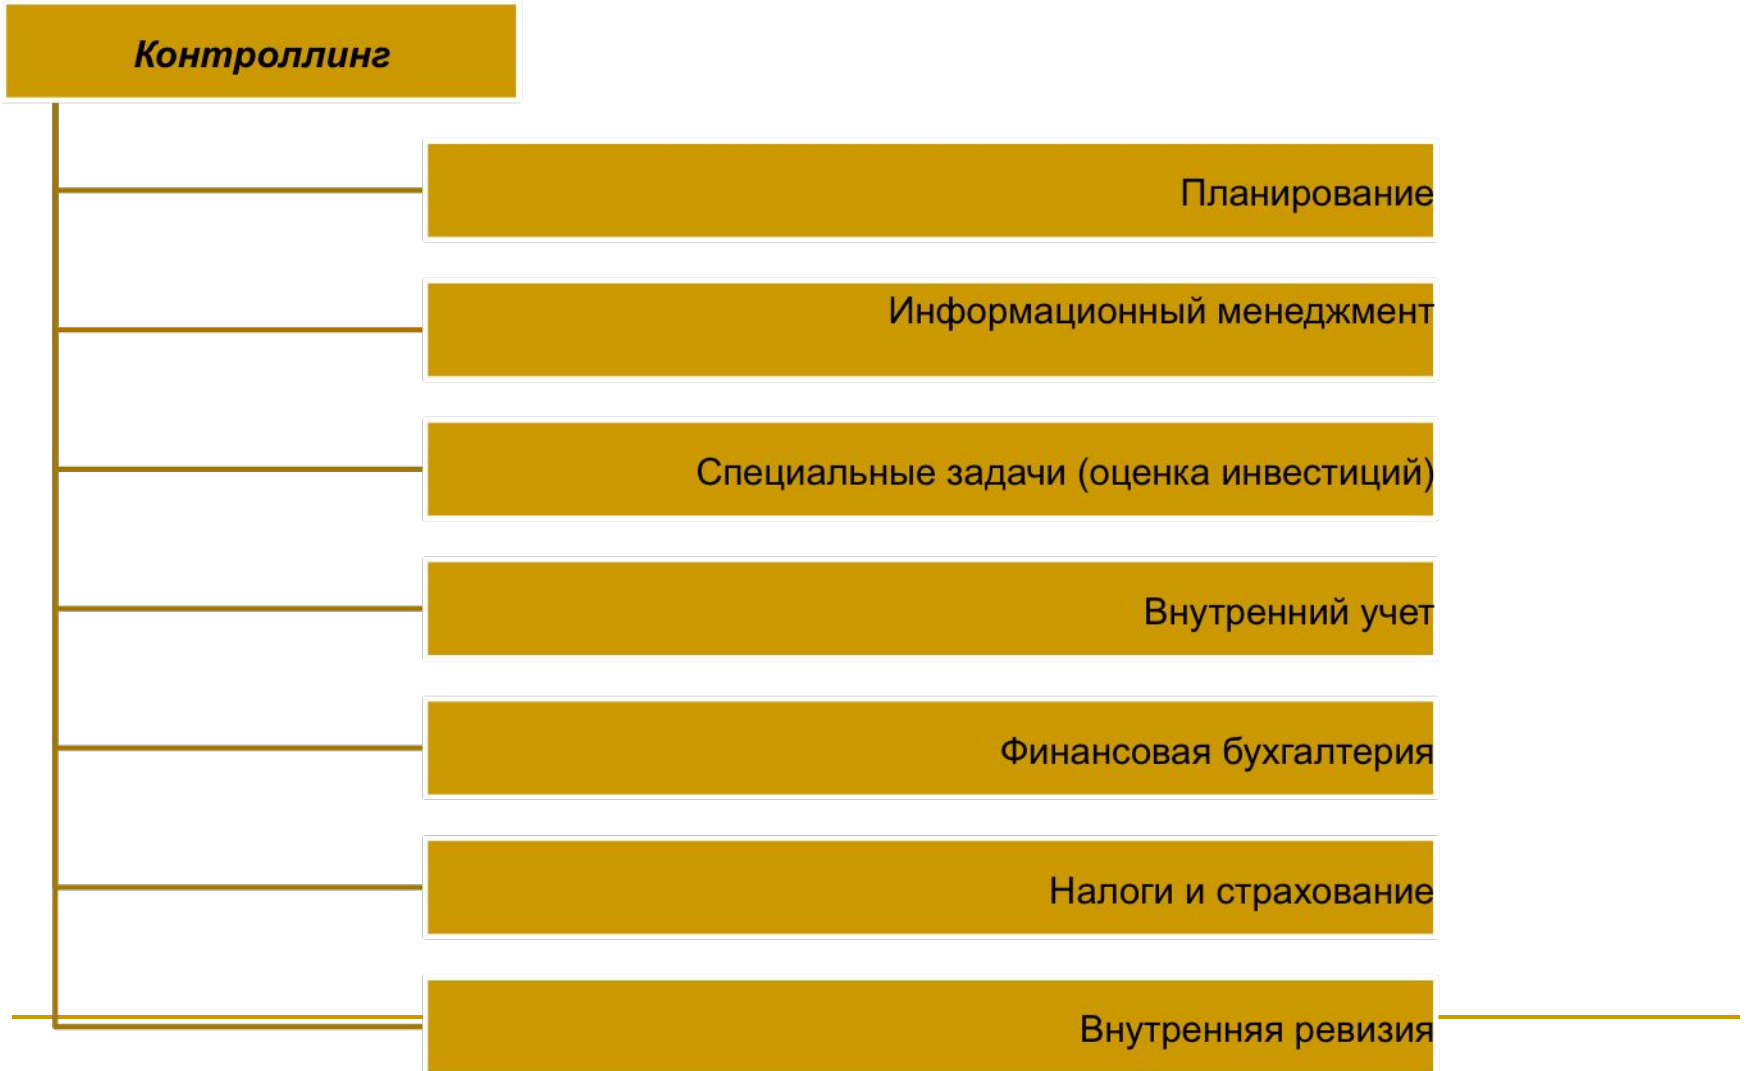 Контроллинг
Планирование
Информационный менеджмент
Специальные задачи (оценка инвестиций)
Внутренний учет
Финансовая бухгалтерия
Налоги и страхование
Внутренняя ревизия